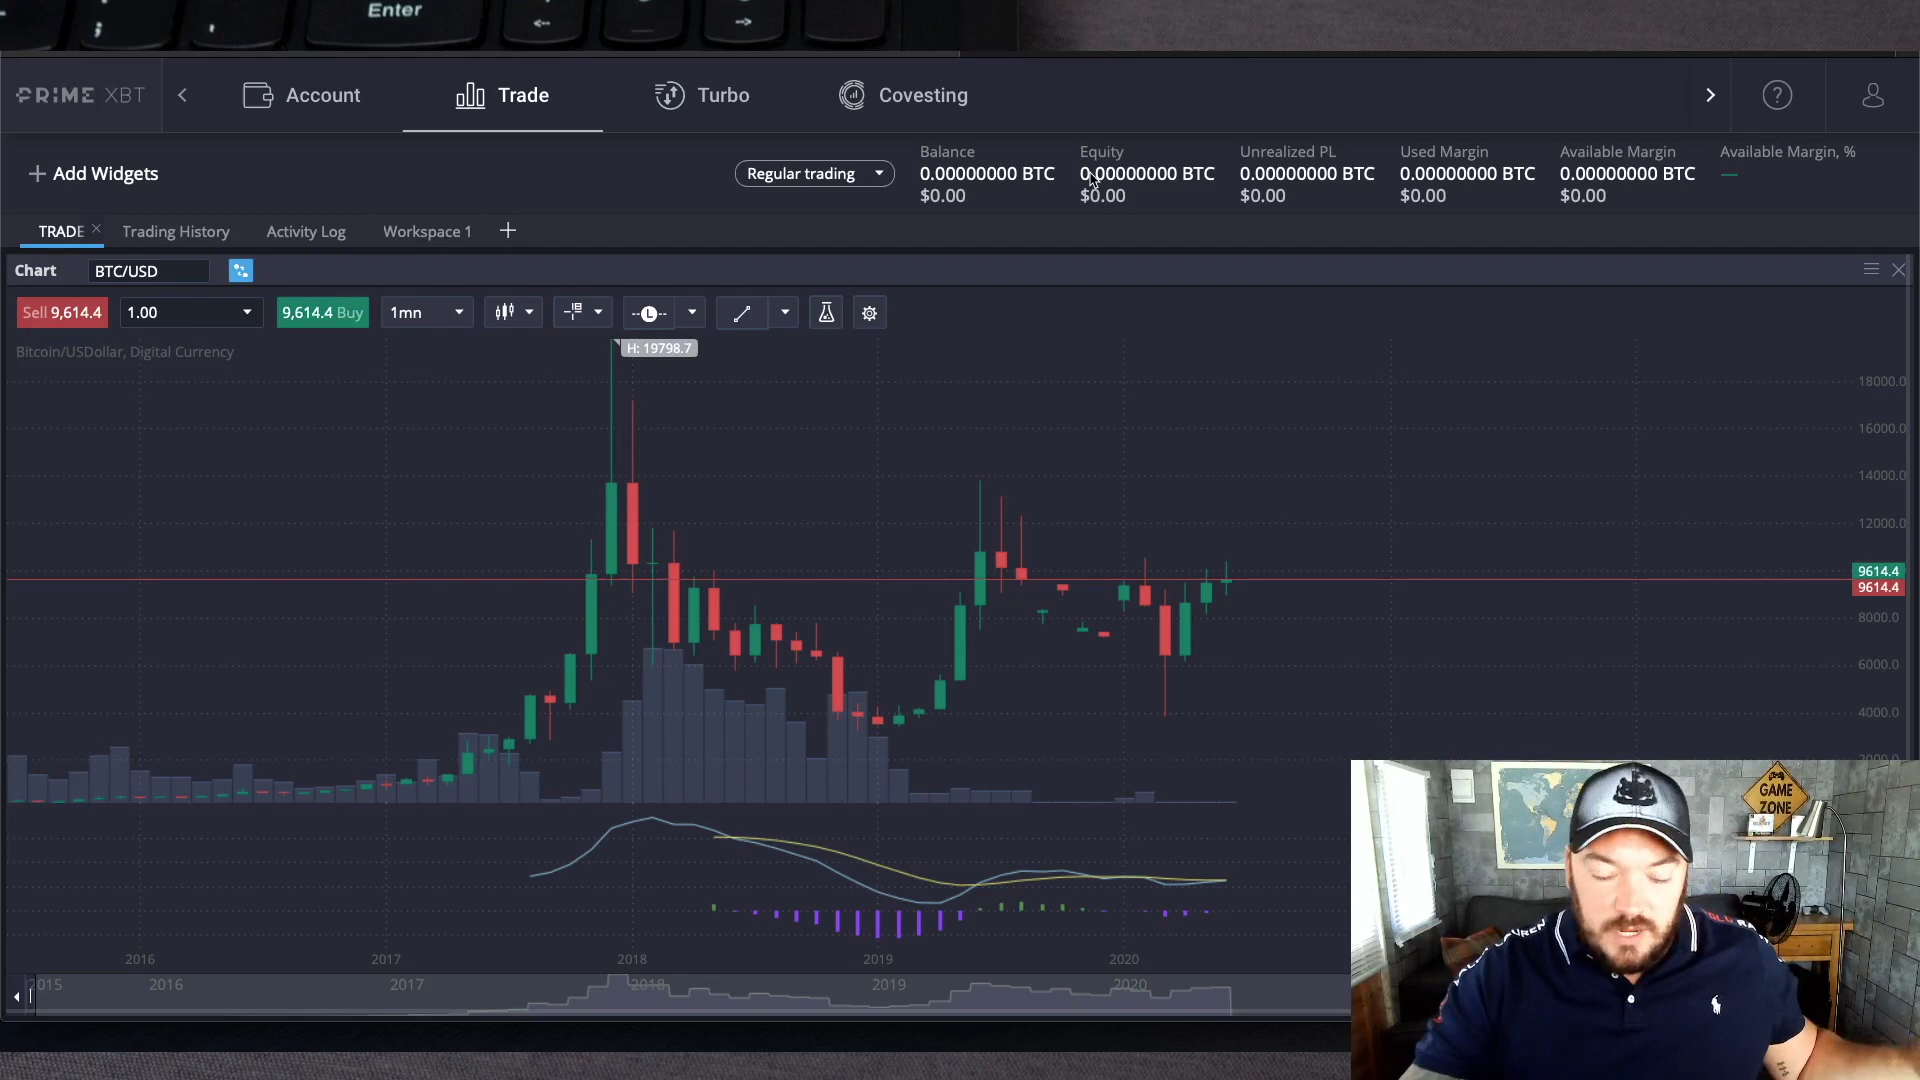 Enter
PRIME XBT
Account
Trade
Turbo
Covesting
?
Add Widgets
Regular trading
Balance
0.00000000 BTC
$0.00
Equity
0.00000000 BTC
$0.00
Unrealized PL
0.00000000 BTC
$0.00
Used Margin
0.00000000 BTC
$0.00
Available Margin
0.00000000 BTC
$0.00
Available Margin, %
TRADE
Trading History
Activity Log
Workspace 1
Chart
BTC/USD
Sell 9,614.4
1.00
9,614.4 Buy
1mn
L
Bitcoin/USDollar, Digital Currency
H: 19798.7
18000.0
16000.0
14000.0
12000.0
9614.4
9614.4
8000.0
6000.0
4000.0
2000.0
2016 2017 2018 2019 2020
2015 2016 2017 2018 2019 2020
GAME
ZONE